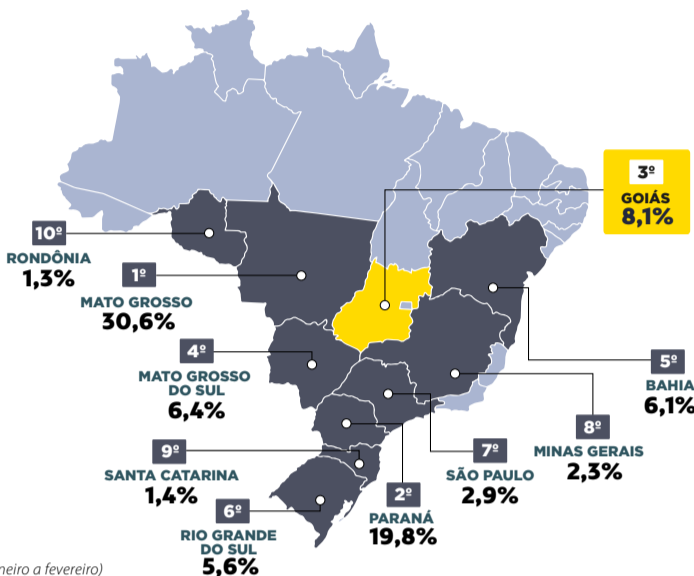 3º
GOIÁS
8,1%
10º
RONDÔNIA
1,3%
1º
MATO GROSSO
30,6%
4º
MATO GROSSO
DO SUL
6,4%
5º
BAHIA
6,1%
8º
MINAS GERAIS
2,3%
9º
SANTA CATARINA
1,4%
7º
SÃO PAULO
2,9%
2º
PARANÁ
19,8%
6º
RIO GRANDE
DO SUL
5,6%
neiro a fevereiro)